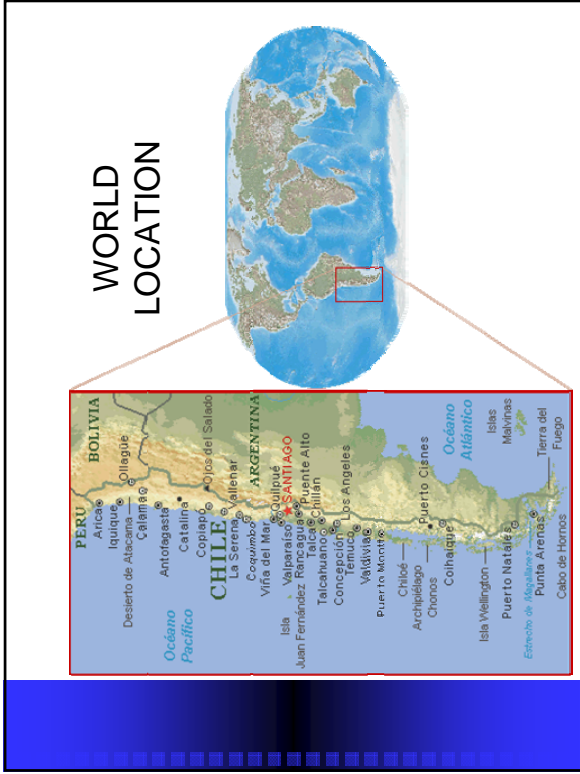 WORLD
LOCATION
PERU
BOLIVIA
Arica
Iquique
Ollagüe
Desierto de Atacama
Calama
Antofagasta
Catalina
Ojos del Salado
Copiapó
Océano
Pacífico
CHILE
Vallenar
La Serena
Coquimbo
ARGENTINA
Viña del Mar
Quilpué
Valparaíso
SANTIAGO
Isla
Juan Fernández
Rancagua
Puente Alto
Talca
Chillán
Talcahuano
Concepción
Los Angeles
Temuco
Valdivia
Puerto Montt
Chiloé
Archipiélago
Chonos
Puerto Cisnes
Coihaique
Océano
Atlántico
Isla Wellington
Islas
Malvinas
Puerto Natales
Estrecho de Magallanes
Punta Arenas
Tierra del
Fuego
Cabo de Hornos